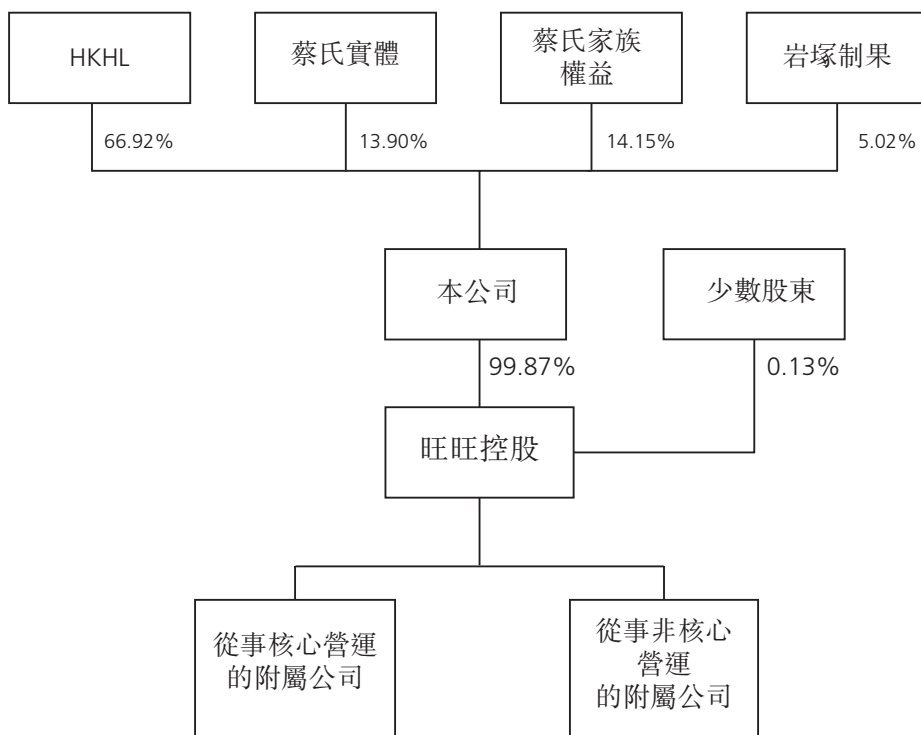 HKHL
蔡氏實體
蔡氏家族
權益
岩塚制果
66.92%
13.90%
14.15%
5.02%
本公司
少數股東
99.87%
0.13%
旺旺控股
從事核心營運
的附屬公司
從事非核心
營運
的附屬公司